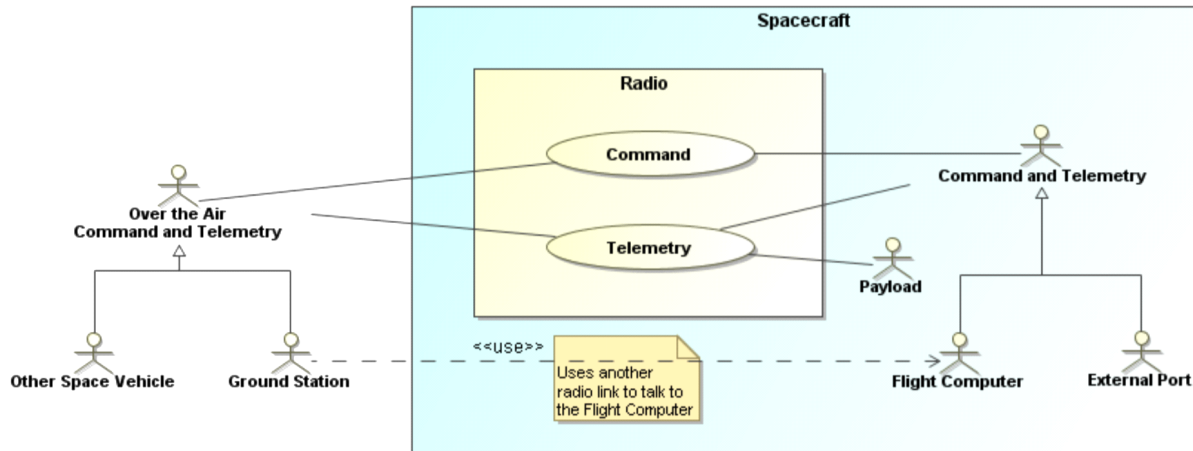 Spacecraft
Radio
Command
Command and Telemetry
Over the Air
Command and Telemetry
Telemetry
Payload
<<use>>
Uses another
radio link to talk to
the Flight Computer
Other Space Vehicle
Ground Station
Flight Computer
External Port